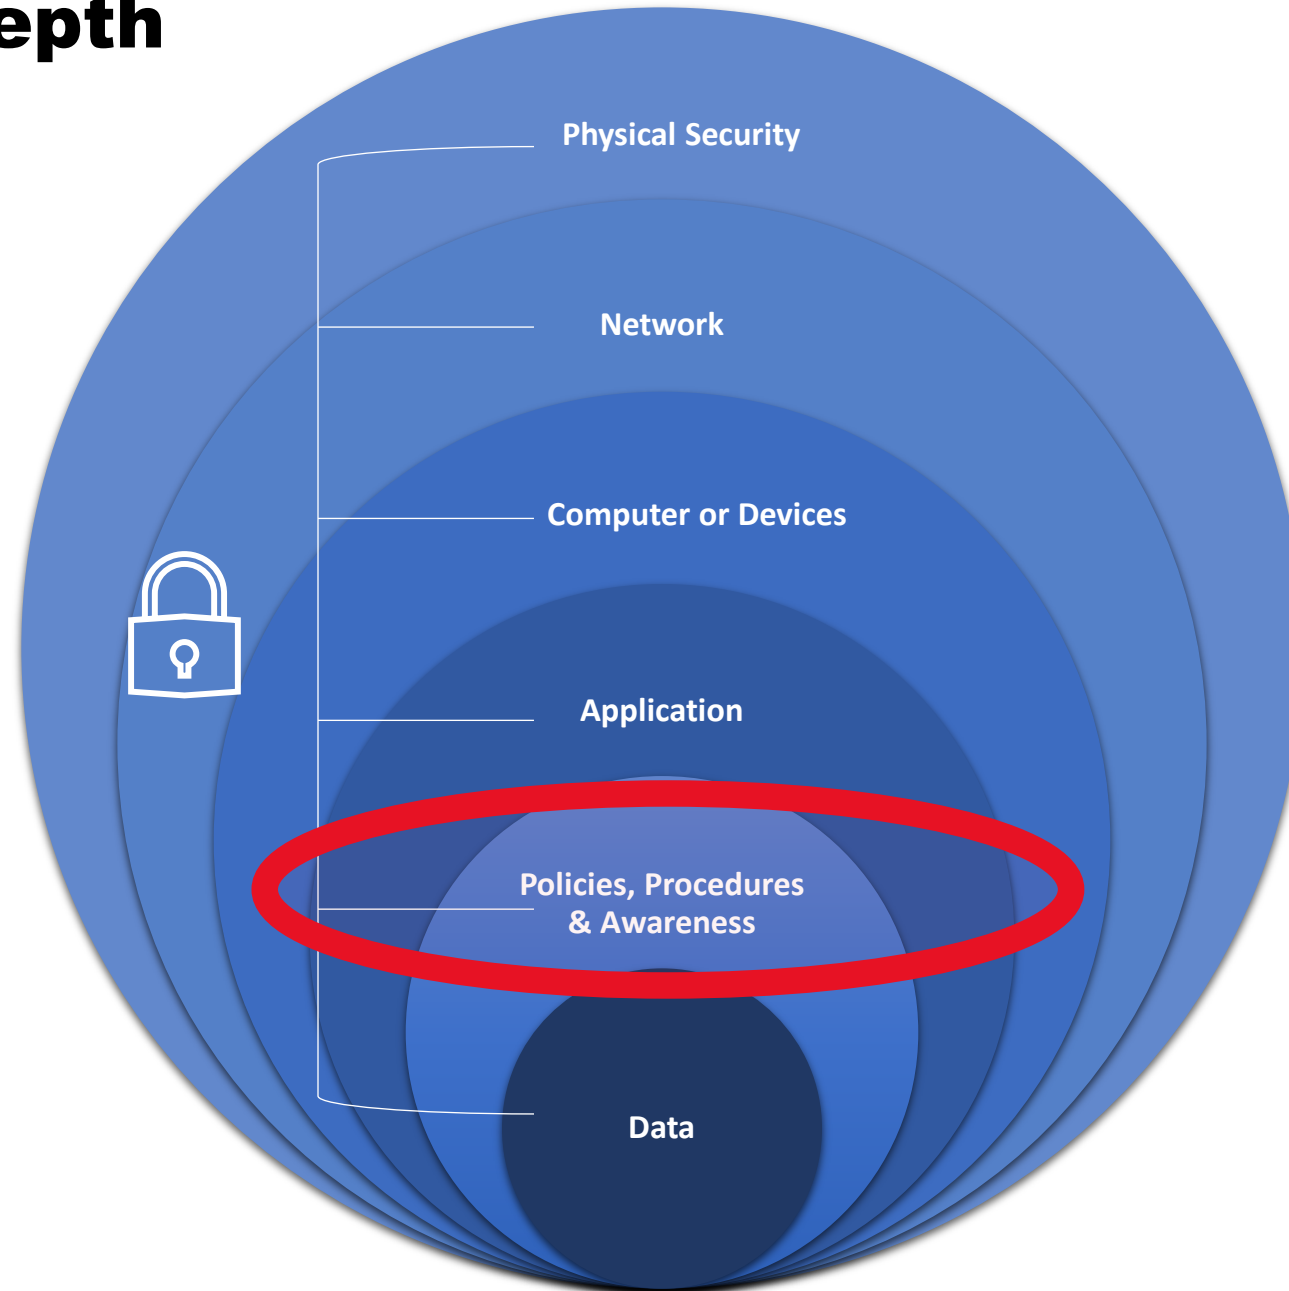 epth
Physical Security
Network
Computer or Devices
Application
Policies, Procedures
& Awareness
Data